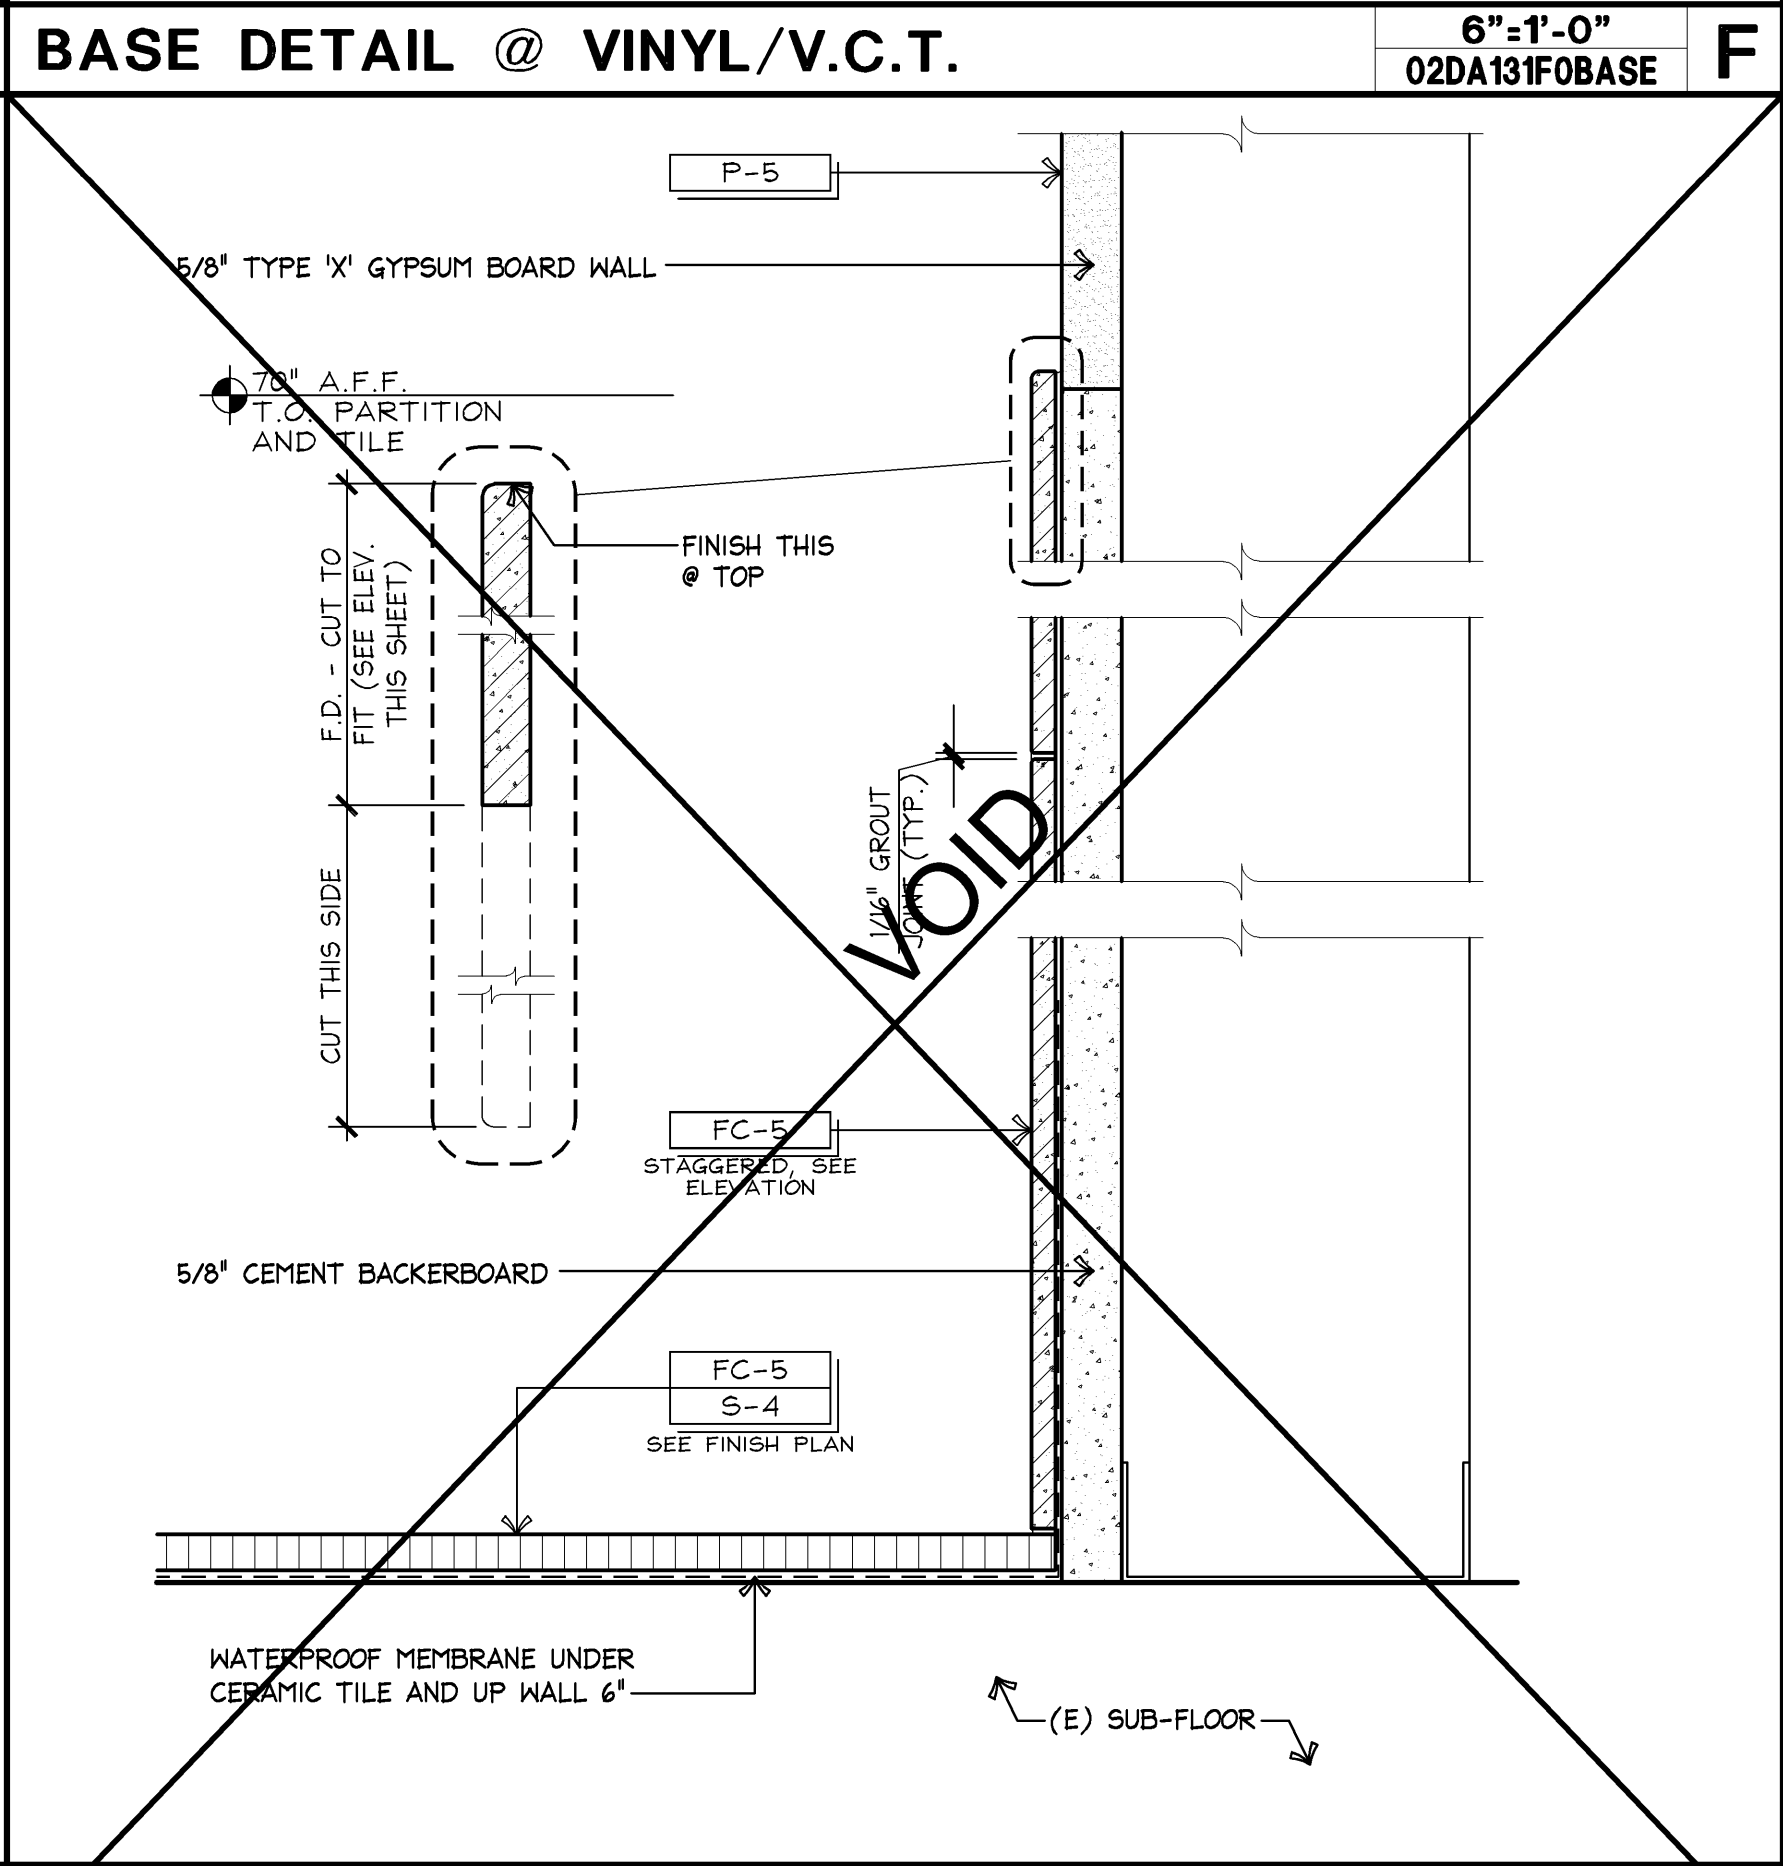 BASE DETAIL @ VINYL/V.C.T.
6"=1'-0"
02DA131F0BASE
F
P-5
5/8" TYPE 'X' GYPSUM BOARD WALL
70" A.F.F.
T.O. PARTITION
AND TILE
FINISH THIS
@ TOP
F.D. - CUT TO
FIT (SEE ELEV.
THIS SHEET)
CUT THIS SIDE
1/16" GROUT
JOINT (TYP.)
VOID
FC-5
STAGGERED, SEE
ELEVATION
5/8" CEMENT BACKERBOARD
FC-5
S-4
SEE FINISH PLAN
WATERPROOF MEMBRANE UNDER
CERAMIC TILE AND UP WALL 6"
(E) SUB-FLOOR